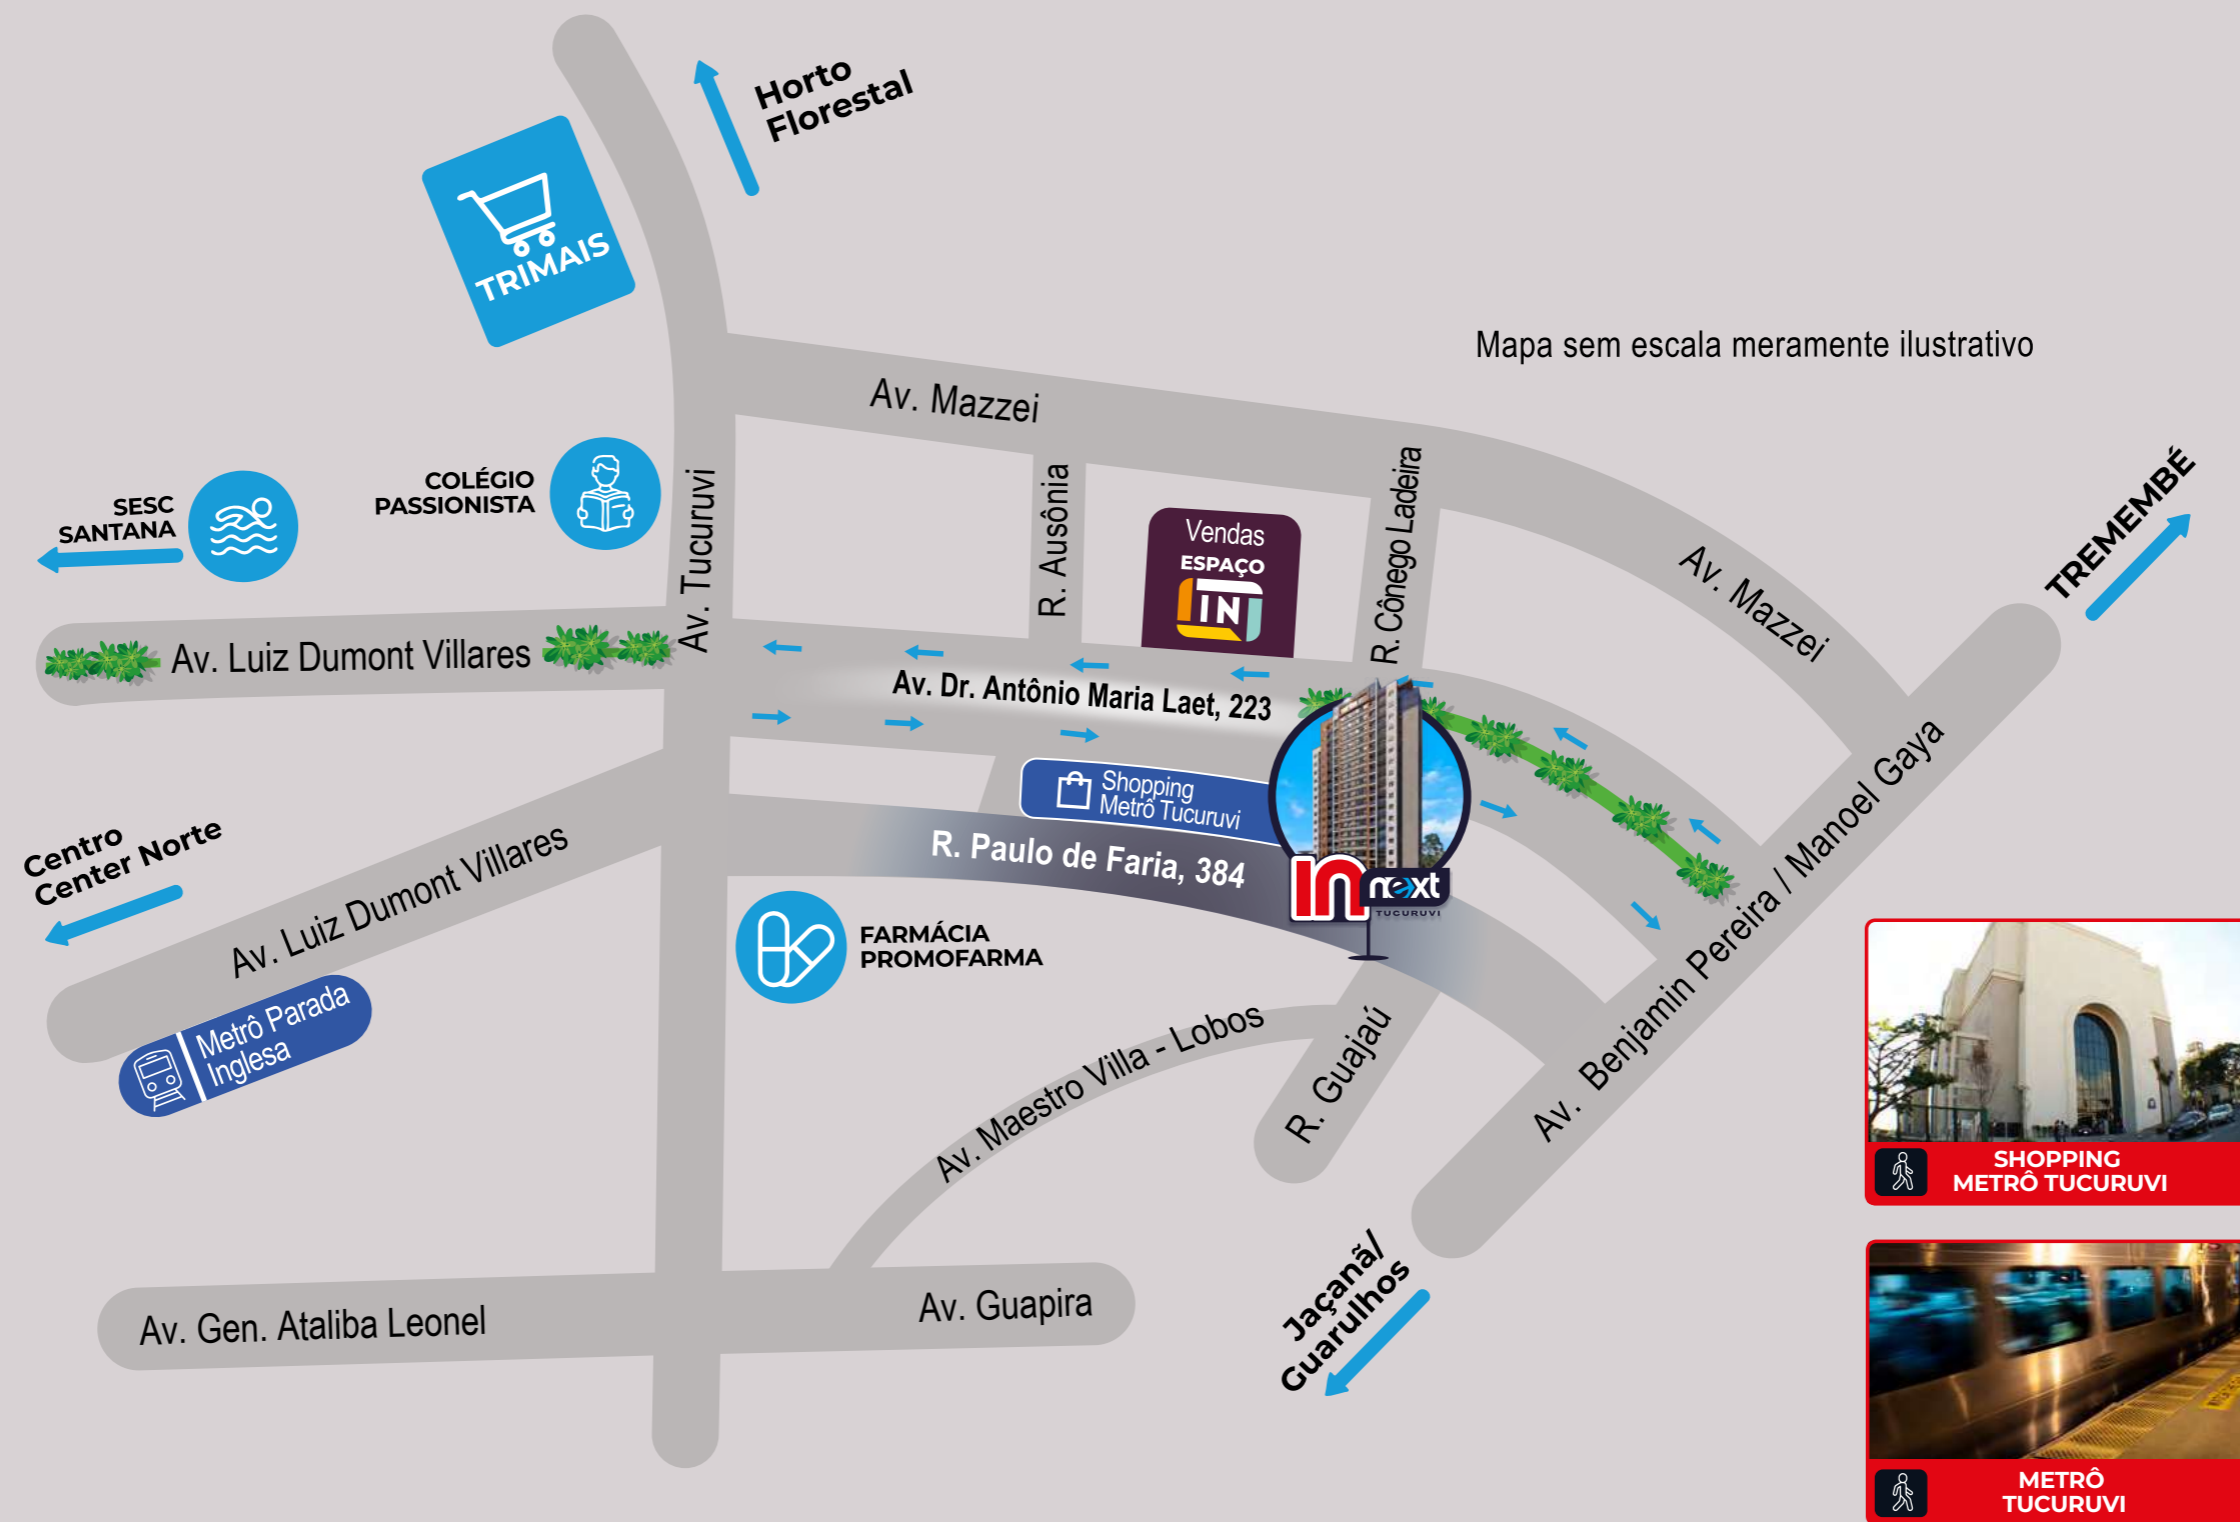 Horto
Florestal
TRIMAIS
Mapa sem escala meramente ilustrativo
Av. Mazzei
COLÉGIO
PASSIONISTA
SESC
SANTANA
Av. Tucuruvi
R. Ausônia
Vendas
ESPAÇO
IN
R. Cônego Ladeira
Av. Mazzei
TREMEMBÉ
Av. Luiz Dumont Villares
Av. Dr. Antônio Maria Laet, 223
Shopping
Metrô Tucuruvi
R. Paulo de Faria, 384
In next
TUCURUVI
Centro
Center Norte
Av. Luiz Dumont Villares
Metrô Parada
Inglesa
FARMÁCIA
PROMOFARMA
Av. Maestro Villa - Lobos
R. Guajaú
Av. Benjamin Pereira / Manoel Gaya
SHOPPING
METRÔ TUCURUVI
Jaçanã/
Guarulhos
Av. Gen. Ataliba Leonel
Av. Guapira
METRÔ
TUCURUVI